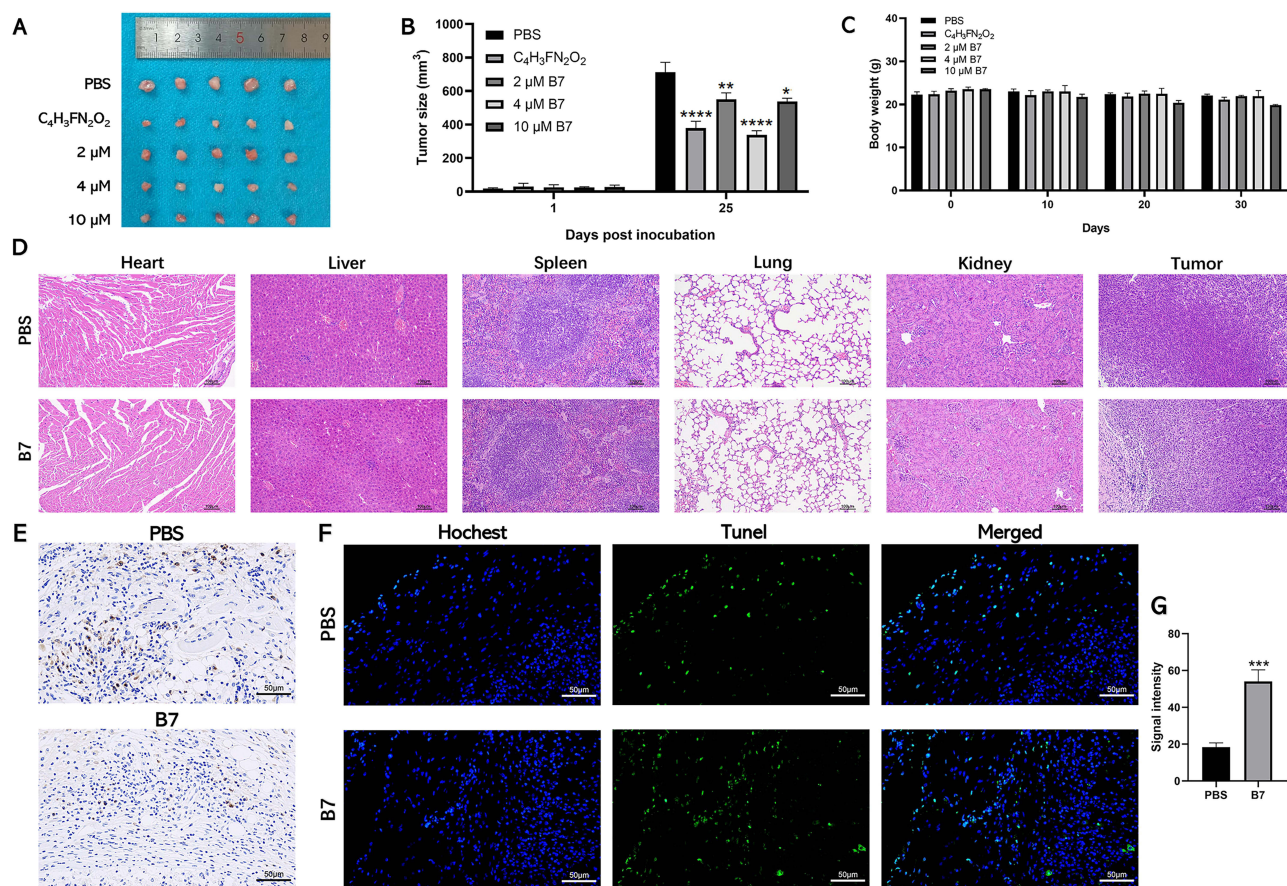 A
1 2 3 4 5 6 7 8 9
PBS
C₄H₃FN₂O₂
2 μM
4 μM
10 μM
B
Tumor size (mm³)
1000
800
600
400
200
0
PBS
C₄H₃FN₂O₂
2 μM B7
4 μM B7
10 μM B7
****
**
****
*
1 25
Days post inocubation
C
Body weight (g)
40
30
20
10
0
PBS
C₄H₃FN₂O₂
2 μM B7
4 μM B7
10 μM B7
0 10 20 30
Days
D
Heart Liver Spleen Lung Kidney Tumor
PBS
B7
E
PBS
50μm
B7
50μm
F
Hochest Tunel Merged
PBS
50μm 50μm 50μm
B7
50μm 50μm 50μm
G
Signal intensity
80
60
40
20
0
***
PBS B7